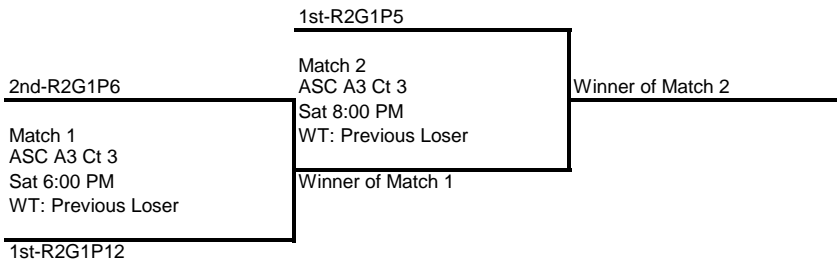 1st-R2G1P5
Match 2
ASC A3 Ct 3
Sat 8:00 PM
WT: Previous Loser
2nd-R2G1P6
Winner of Match 2
Match 1
ASC A3 Ct 3
Sat 6:00 PM
WT: Previous Loser
Winner of Match 1
1st-R2G1P12